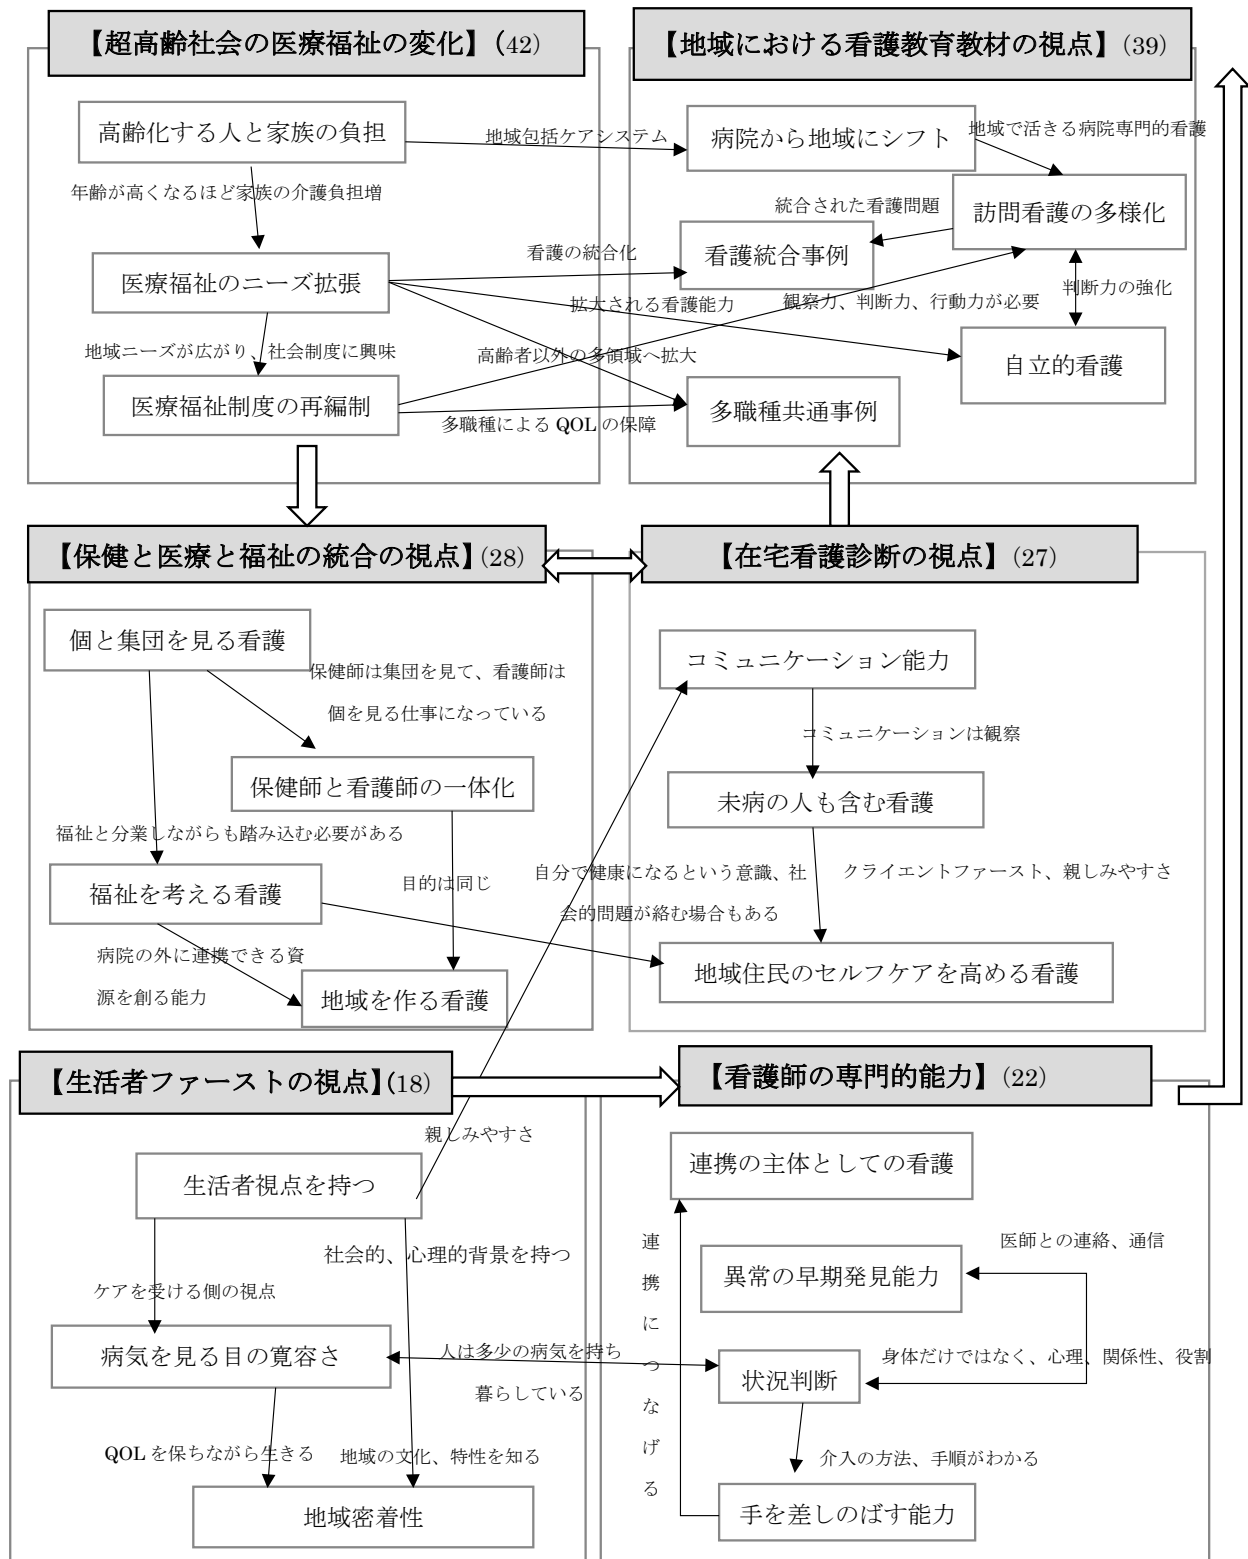 【超高齢社会の医療福祉の変化】(42)
高齢化する人と家族の負担
年齢が高くなるほど家族の介護負担増
医療福祉のニーズ拡張
地域ニーズが広がり、社会制度に興味
医療福祉制度の再編制
地域包括ケアシステム
看護の統合化
拡大される看護能力
高齢者以外の多領域へ拡大
多職種による QOL の保障
【地域における看護教育教材の視点】(39)
病院から地域にシフト
地域で活きる病院専門的看護
訪問看護の多様化
統合された看護問題
看護統合事例
観察力、判断力、行動力が必要
判断力の強化
自立的看護
多職種共通事例
【保健と医療と福祉の統合の視点】(28)
個と集団を見る看護
保健師は集団を見て、看護師は
個を見る仕事になっている
保健師と看護師の一体化
福祉と分業しながらも踏み込む必要がある
福祉を考える看護
目的は同じ
病院の外に連携できる資
源を創る能力
地域を作る看護
【在宅看護診断の視点】(27)
コミュニケーション能力
コミュニケーションは観察
未病の人も含む看護
自分で健康になるという意識、社
会的問題が絡む場合もある
クライエントファースト、親しみやすさ
地域住民のセルフケアを高める看護
【生活者ファーストの視点】(18)
親しみやすさ
生活者視点を持つ
社会的、心理的背景を持つ
ケアを受ける側の視点
病気を見る目の寛容さ
人は多少の病気を持ち
暮らしている
QOL を保ちながら生きる
地域の文化、特性を知る
地域密着性
【看護師の専門的能力】(22)
連携の主体としての看護
連携につなげる
医師との連絡、通信
異常の早期発見能力
身体だけではなく、心理、関係性、役割
状況判断
介入の方法、手順がわかる
手を差しのばす能力